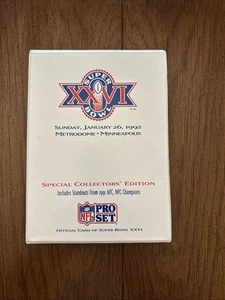 SUPER
XXVI
BOWL
SUNDAY, JANUARY 26, 1992
METRODOME • MINNEAPOLIS
SPECIAL COLLECTORS' EDITION
Includes Standouts From 1991 AFC, NFC Champions
NFL PRO
SET
OFFICIAL CARD OF SUPER BOWL XXVI